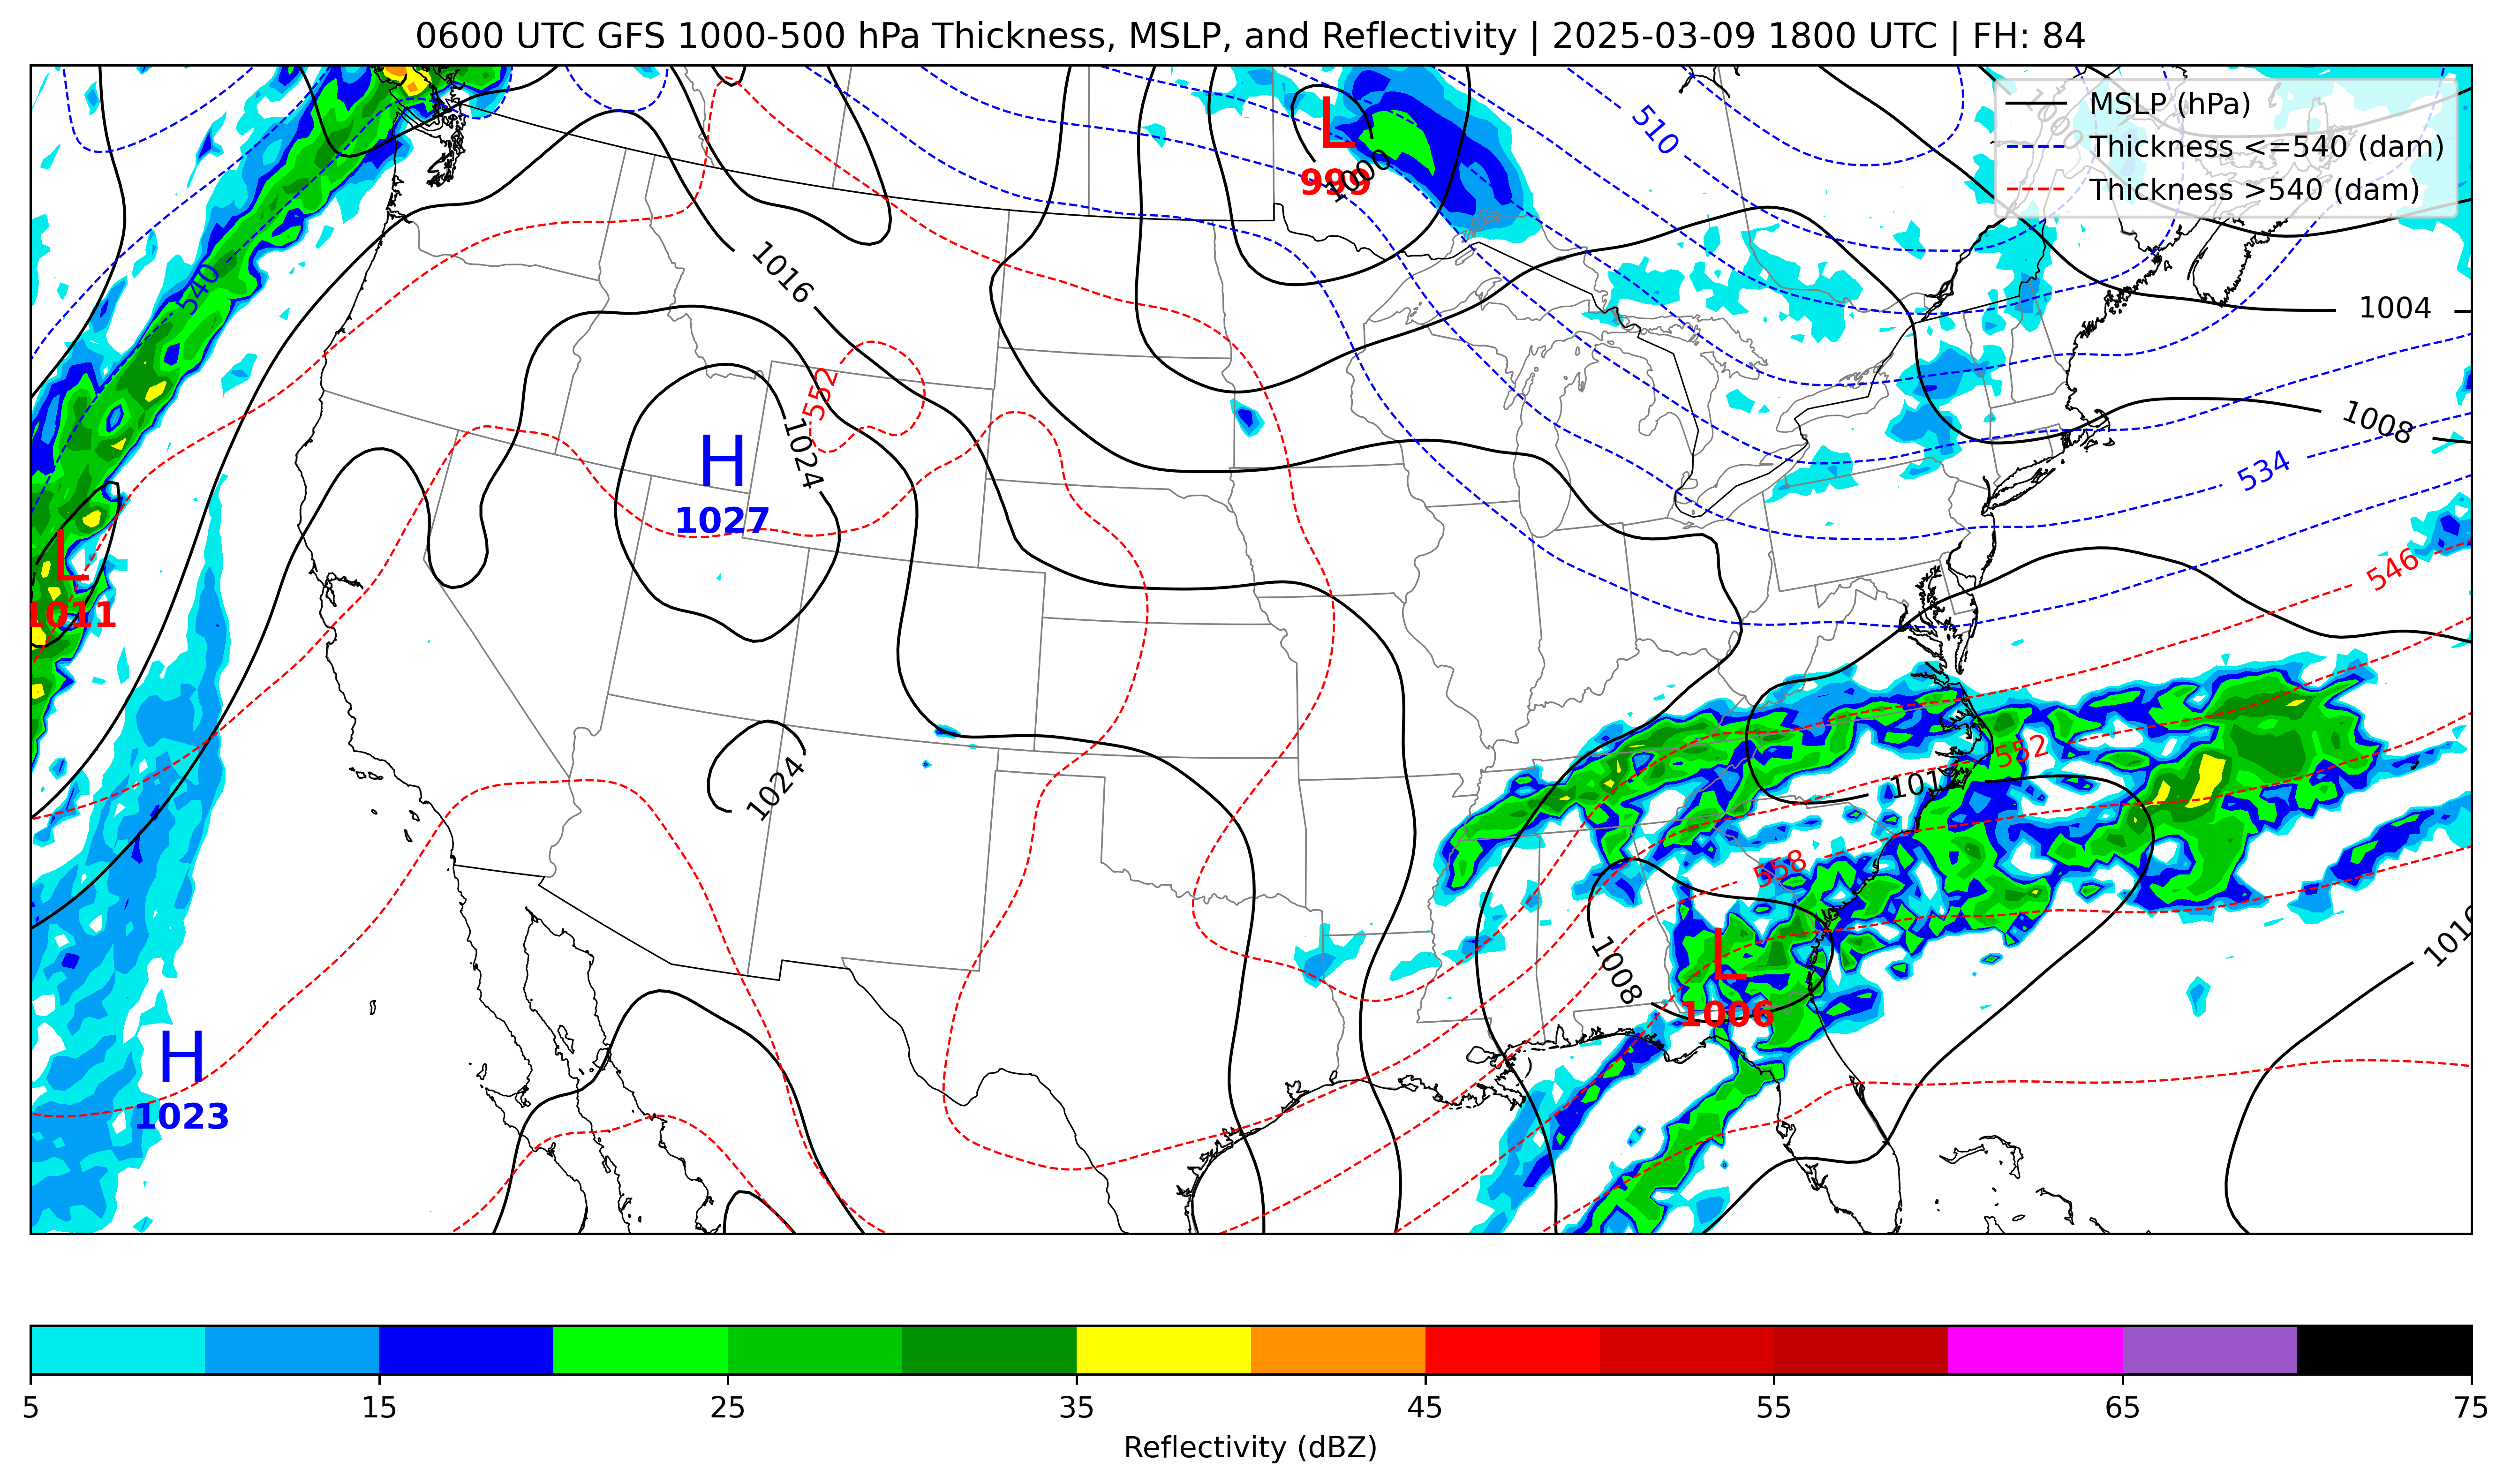 0600 UTC GFS 1000-500 hPa Thickness, MSLP, and Reflectivity | 2025-03-09 1800 UTC | FH: 84
MSLP (hPa)
Thickness <=540 (dam)
Thickness >540 (dam)
1000
510
L
999
1000
1016
540
1004
552
1008
1024
534
H
1027
546
L
1011
552
1024
558
L
1006
1008
1016
H
1023
5
15
25
35
45
55
65
75
Reflectivity (dBZ)